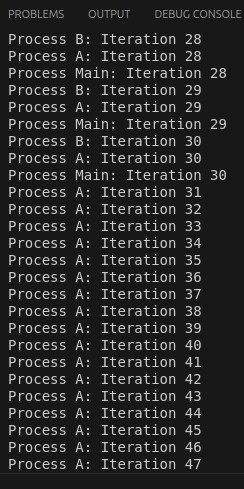 PROBLEMS OUTPUT DEBUG CONSOLE
Process B: Iteration 28
Process A: Iteration 28
Process Main: Iteration 28
Process B: Iteration 29
Process A: Iteration 29
Process Main: Iteration 29
Process B: Iteration 30
Process A: Iteration 30
Process Main: Iteration 30
Process A: Iteration 31
Process A: Iteration 32
Process A: Iteration 33
Process A: Iteration 34
Process A: Iteration 35
Process A: Iteration 36
Process A: Iteration 37
Process A: Iteration 38
Process A: Iteration 39
Process A: Iteration 40
Process A: Iteration 41
Process A: Iteration 42
Process A: Iteration 43
Process A: Iteration 44
Process A: Iteration 45
Process A: Iteration 46
Process A: Iteration 47